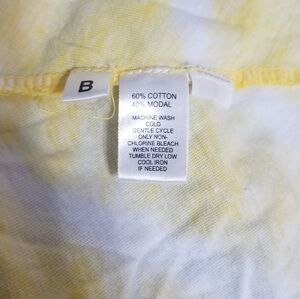 B
60% COTTON
40% MODAL
MACHINE WASH
COLD
GENTLE CYCLE
ONLY NON-
CHLORINE BLEACH
WHEN NEEDED
TUMBLE DRY LOW
COOL IRON
IF NEEDED